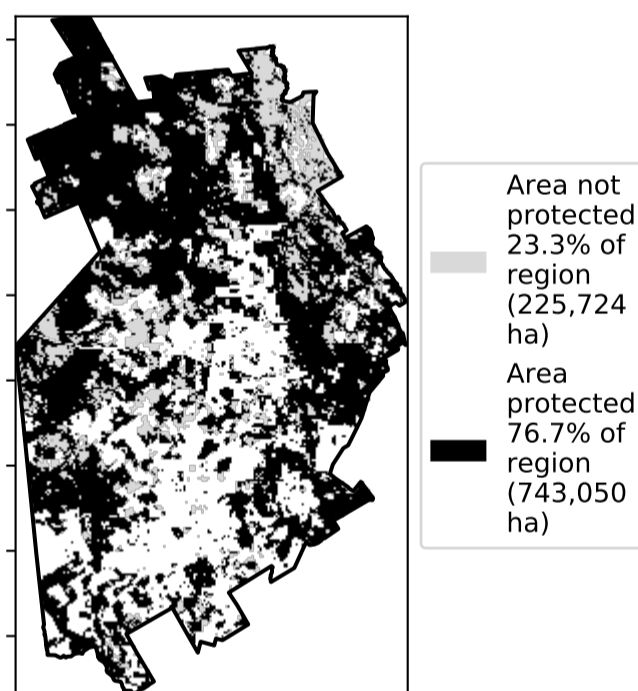 Area not
protected
23.3% of
region
(225,724
ha)
Area
protected
76.7% of
region
(743,050
ha)